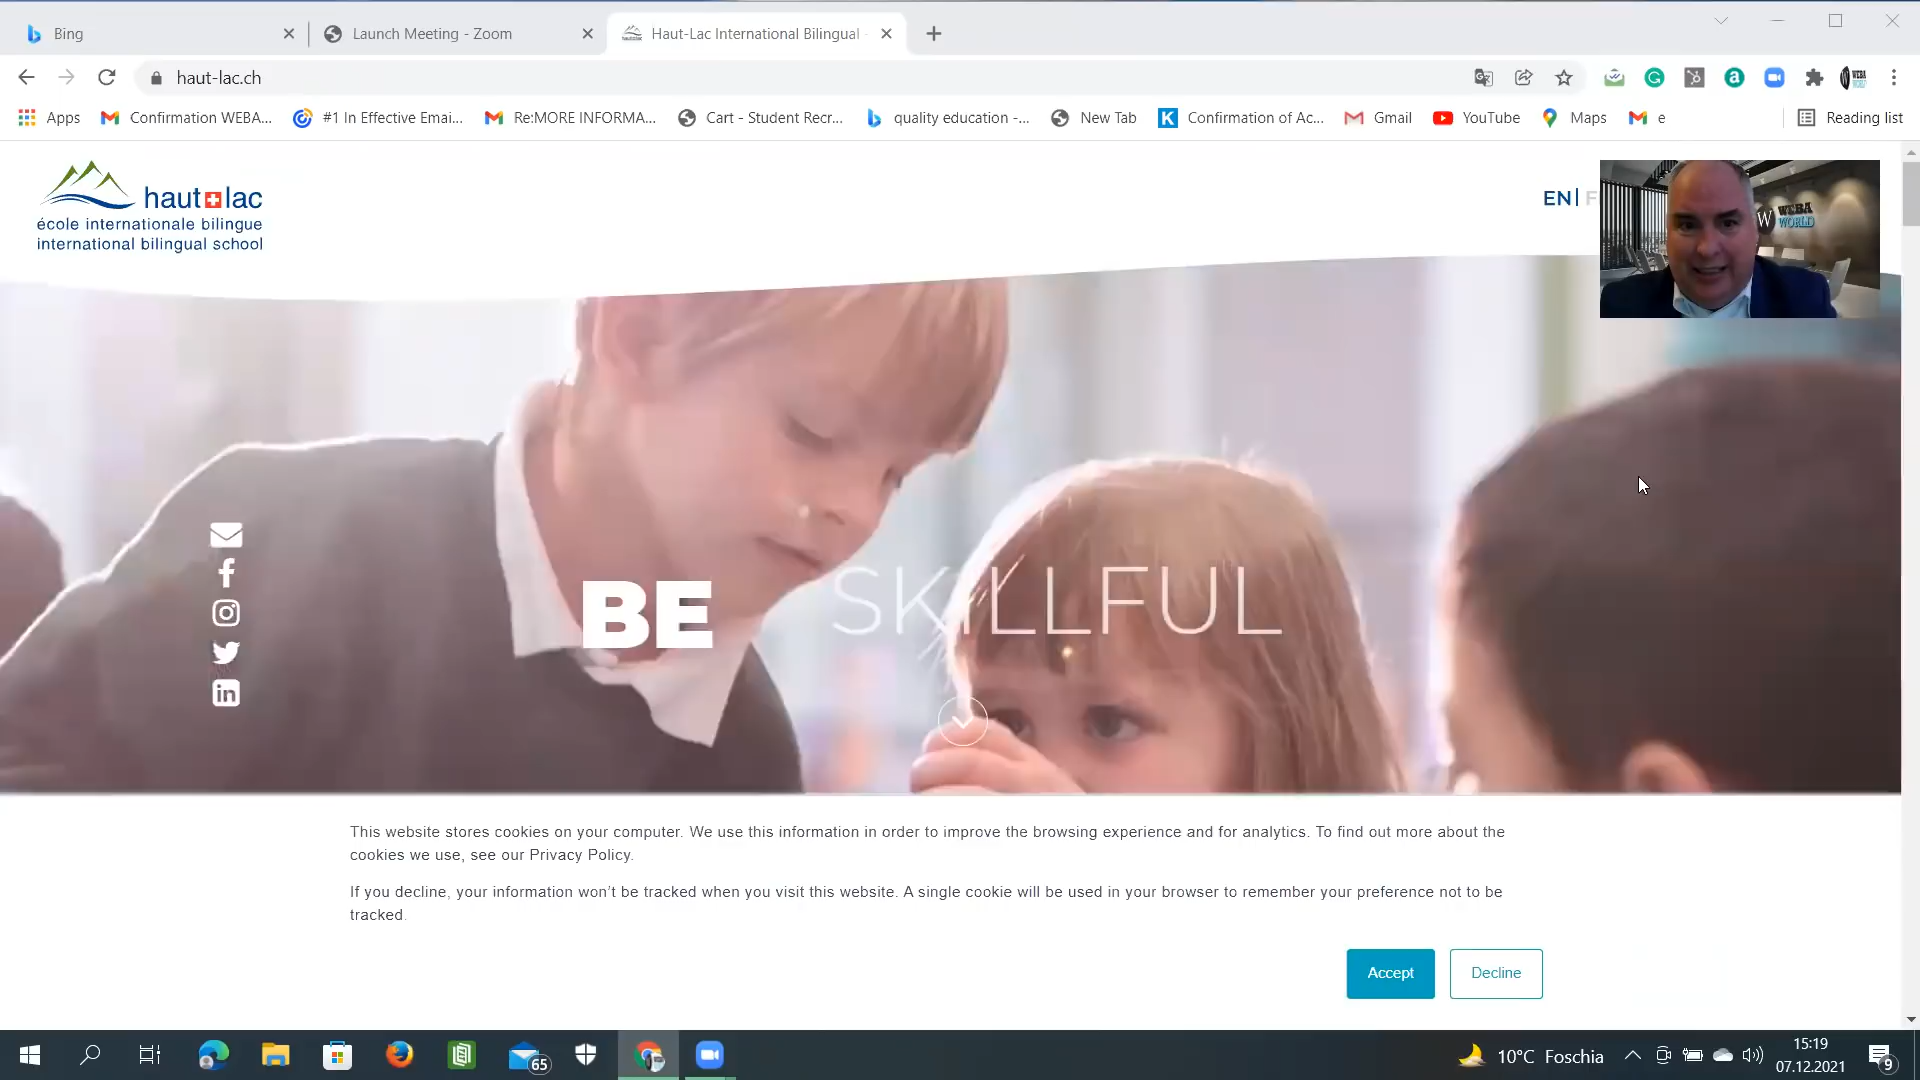 Bing
Launch Meeting - Zoom
Haut-Lac International Bilingual
haut-lac.ch
Apps
Confirmation WEBA...
#1 In Effective Emai...
Re:MORE INFORMA...
Cart - Student Recr...
quality education -...
New Tab
Confirmation of Ac...
Gmail
YouTube
Maps
e
Reading list
haut lac
école internationale bilingue
international bilingual school
EN| F
W WEBA
WORLD
BE SKILLFUL
This website stores cookies on your computer. We use this information in order to improve the browsing experience and for analytics. To find out more about the
cookies we use, see our Privacy Policy.
If you decline, your information won't be tracked when you visit this website. A single cookie will be used in your browser to remember your preference not to be
tracked.
Accept
Decline
65
10°C Foschia
15:19
07.12.2021
9